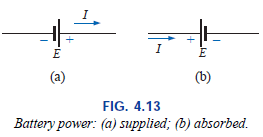 I
− +
E
(a)
+ −
I
E
(b)
FIG. 4.13
Battery power: (a) supplied; (b) absorbed.